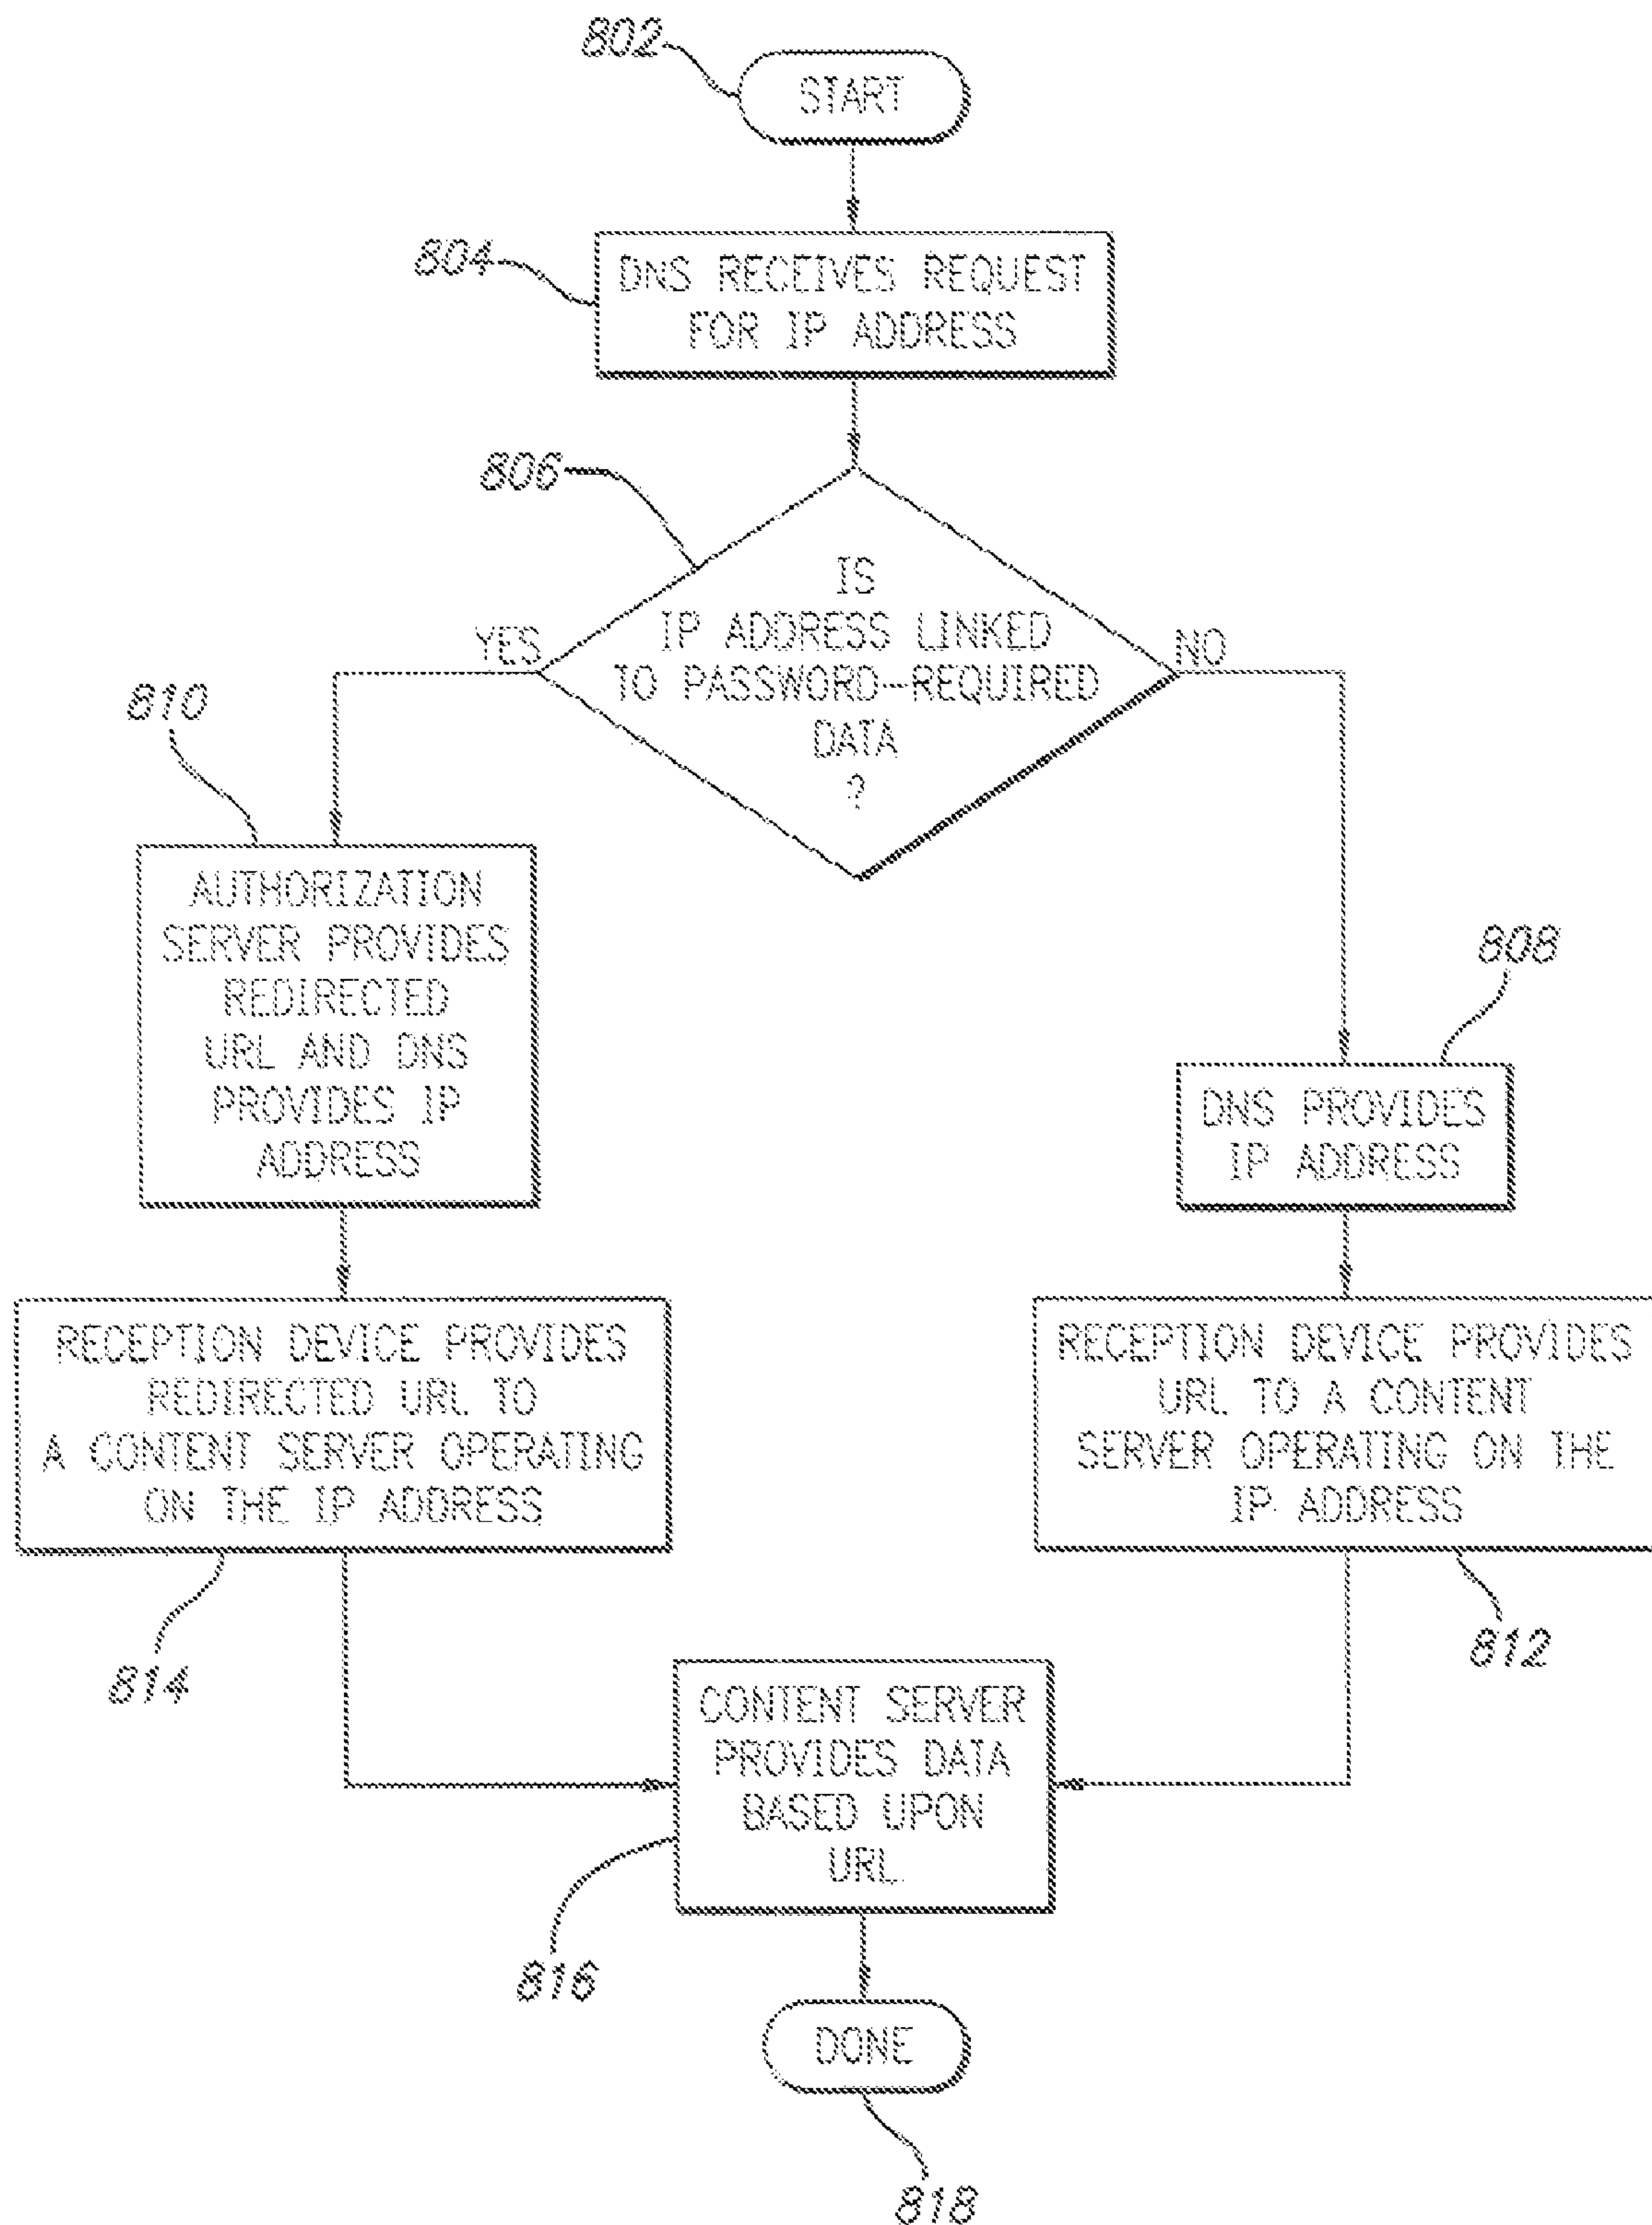 802
START
804
DNS RECEIVES REQUEST
FOR IP ADDRESS
806
IS
IP ADDRESS LINKED
TO PASSWORD-REQUIRED
DATA
?
YES
NO
810
AUTHORIZATION
SERVER PROVIDES
REDIRECTED
URL AND DNS
PROVIDES IP
ADDRESS
808
DNS PROVIDES
IP ADDRESS
RECEPTION DEVICE PROVIDES
REDIRECTED URL TO
A CONTENT SERVER OPERATING
ON THE IP ADDRESS
814
RECEPTION DEVICE PROVIDES
URL TO A CONTENT
SERVER OPERATING ON THE
IP ADDRESS
812
CONTENT SERVER
PROVIDES DATA
BASED UPON
URL
816
DONE
818